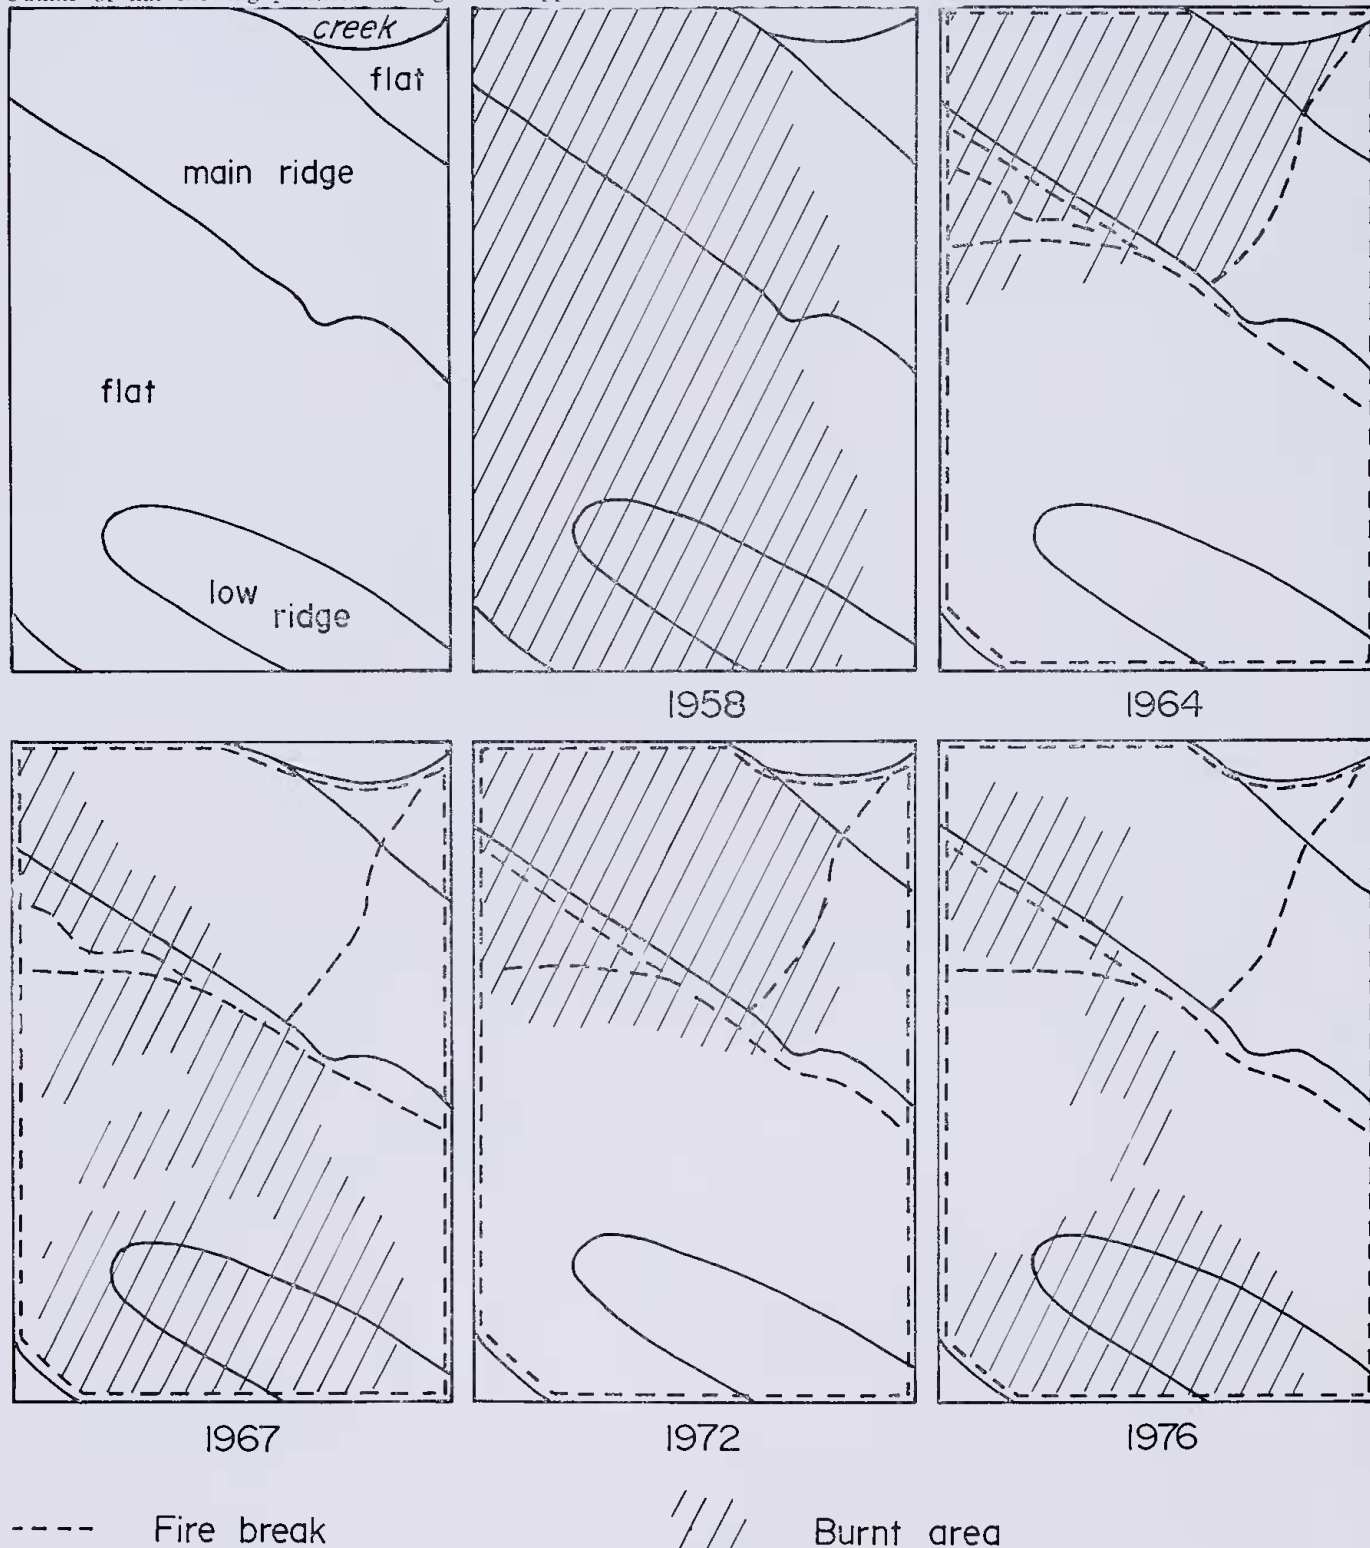 creek
flat
main ridge
flat
low
ridge
1958
1964
1967
1972
1976
Fire break
Burnt area